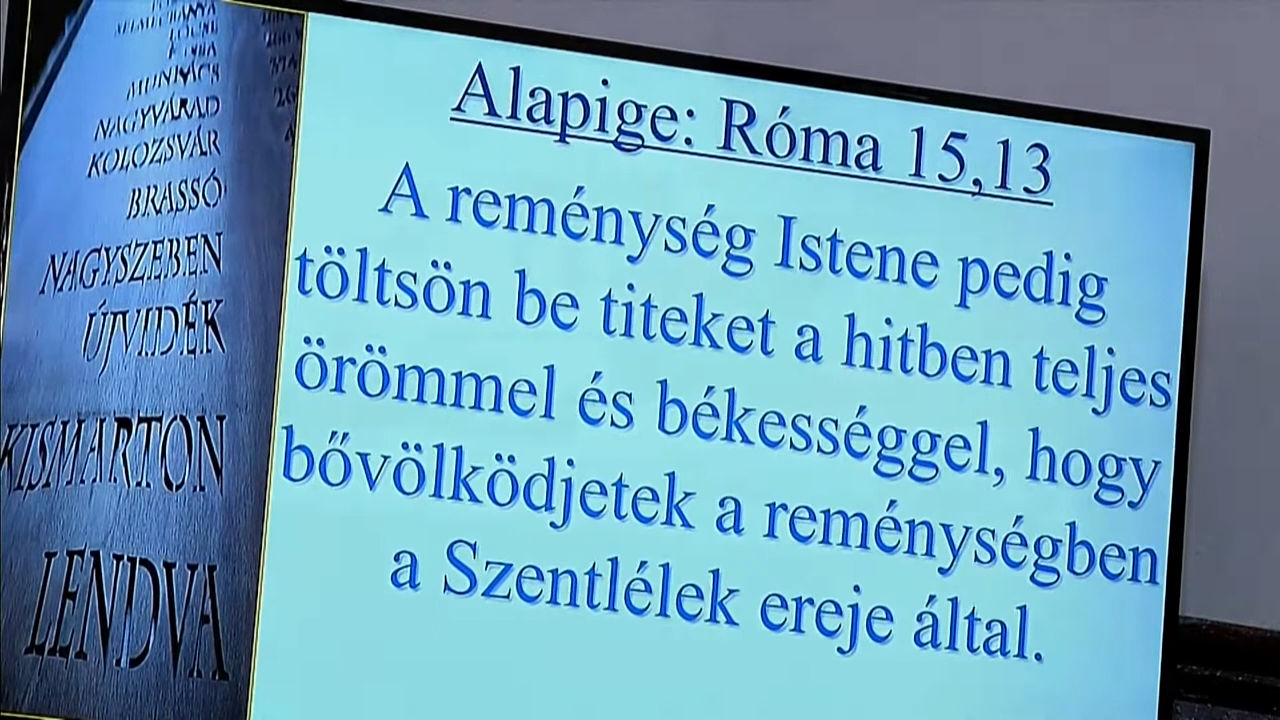 MUNKÁCS
NAGYVÁRAD
KOLOZSVÁR
BRASSÓ
NAGYSZEBEN
ÚJVIDÉK
KISMARTON
LENDVA
Alapige: Róma 15,13
A reménység Istene pedig
töltsön be titeket a hitben teljes
örömmel és békességgel, hogy
bővölködjetek a reménységben
a Szentlélek ereje által.